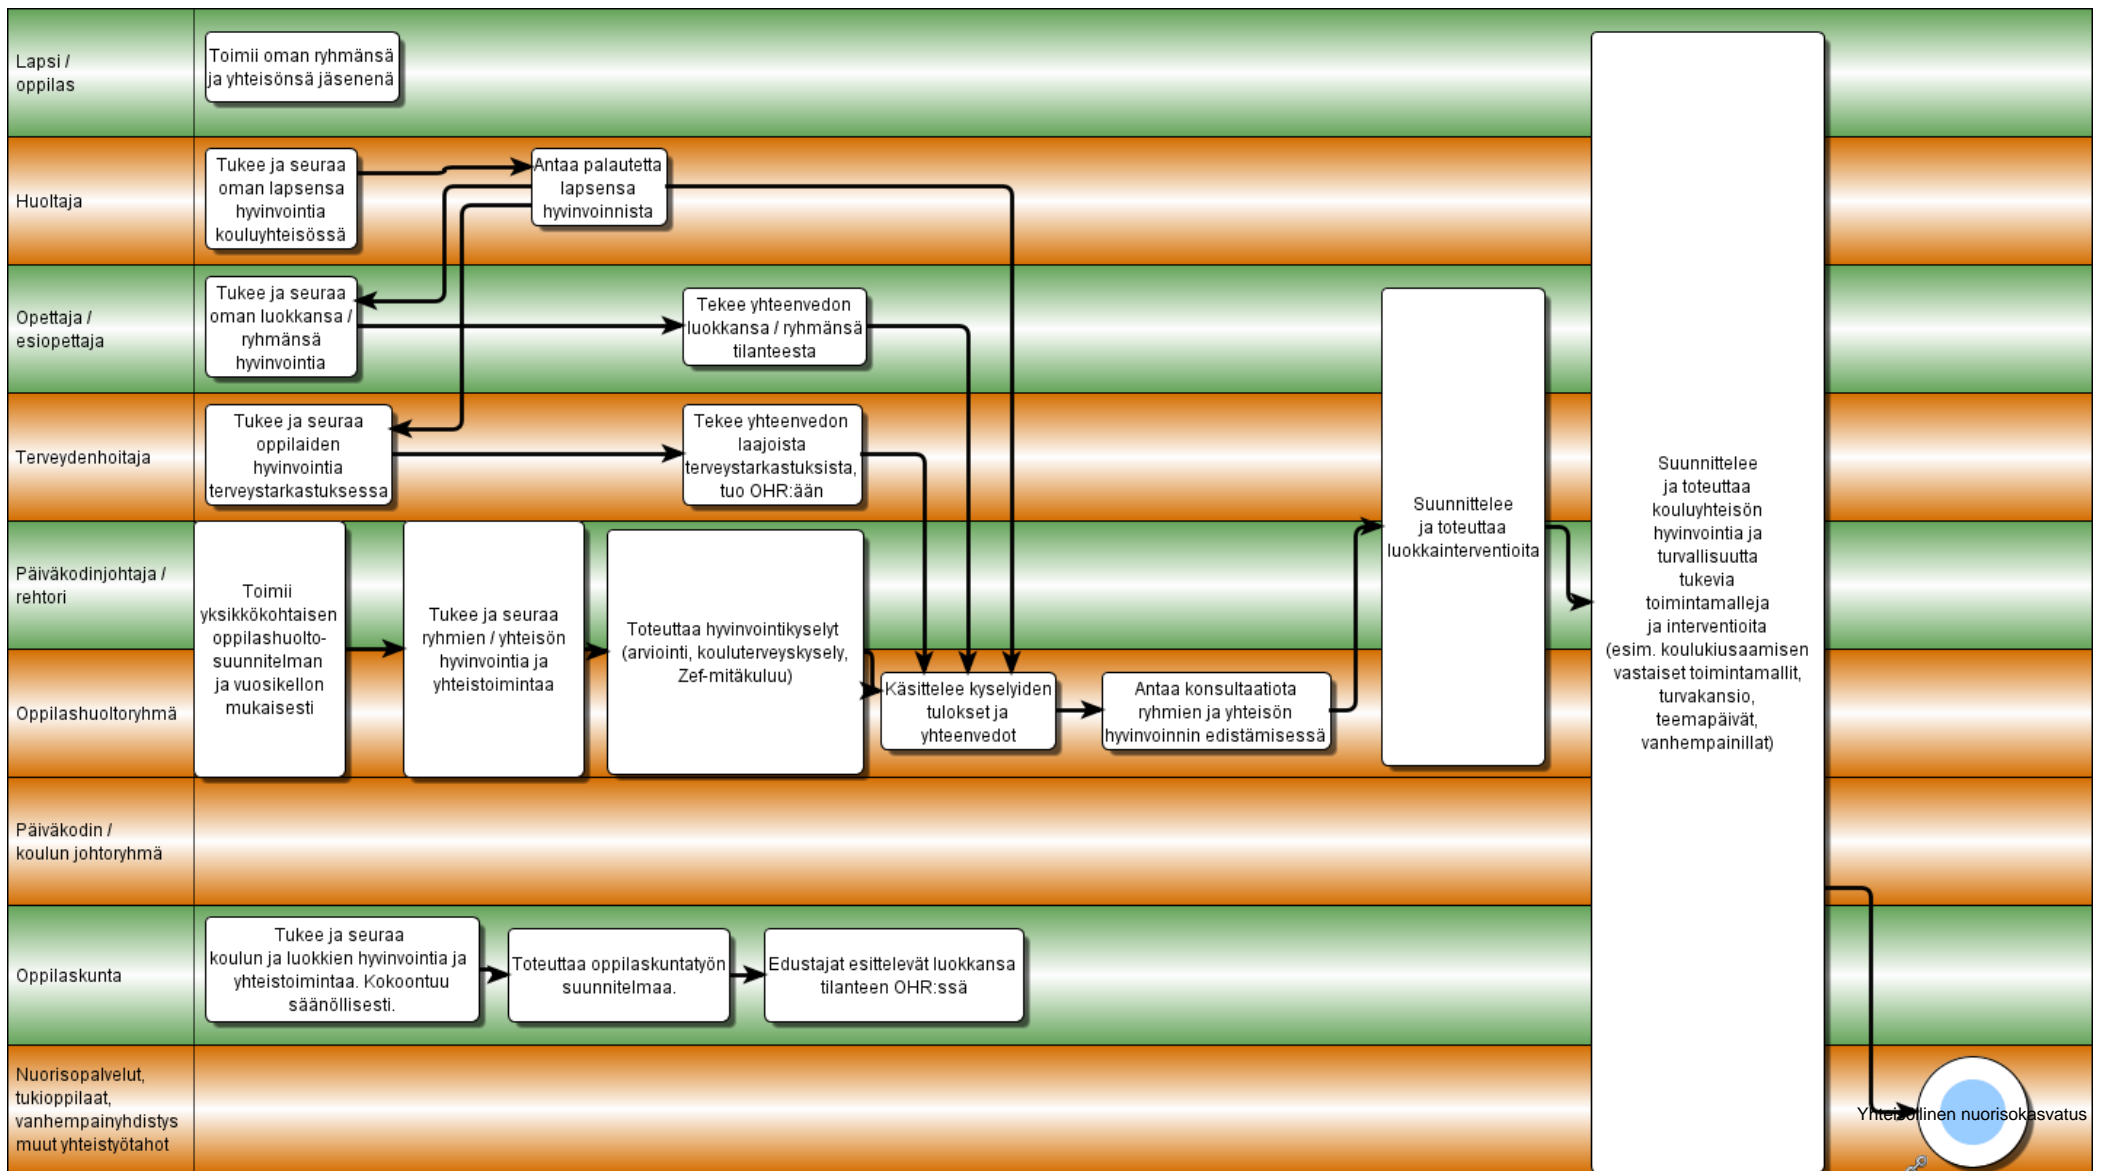 Lapsi /
oppilas
Toimii oman ryhmänsä
ja yhteisönsä jäsenenä
Huoltaja
Tukee ja seuraa
oman lapsensa
hyvinvointia
kouluyhteisössä
Antaa palautetta
lapsensa
hyvinvoinnista
Opettaja /
esiopettaja
Tukee ja seuraa
oman luokkansa /
ryhmänsä
hyvinvointia
Tekee yhteenvedon
luokkansa / ryhmänsä
tilanteesta
Terveydenhoitaja
Tukee ja seuraa
oppilaiden
hyvinvointia
terveystarkastuksessa
Tekee yhteenvedon
laajoista
terveystarkastuksista,
tuo OHR:ään
Päiväkodinjohtaja /
rehtori
Oppilashuoltoryhmä
Toimii
yksikkökohtaisen
oppilashuolto-
suunnitelman
ja vuosikellon
mukaisesti
Tukee ja seuraa
ryhmien / yhteisön
hyvinvointia ja
yhteistoimintaa
Toteuttaa hyvinvointikyselyt
(arviointi, kouluterveyskysely,
Zef-mitäkuluu)
Käsittelee kyselyiden
tulokset ja
yhteenvedot
Antaa konsultaatiota
ryhmien ja yhteisön
hyvinvoinnin edistämisessä
Suunnittelee
ja toteuttaa
luokkainterventioita
Suunnittelee
ja toteuttaa
kouluyhteisön
hyvinvointia ja
turvallisuutta
tukevia
toimintamalleja
ja interventioita
(esim. koulukiusaamisen
vastaiset toimintamallit,
turvakansio,
teemapäivät,
vanhempainillat)
Päiväkodin /
koulun johtoryhmä
Oppilaskunta
Tukee ja seuraa
koulun ja luokkien hyvinvointia ja
yhteistoimintaa. Kokoontuu
säänöllisesti.
Toteuttaa oppilaskuntatyön
suunnitelmaa.
Edustajat esittelevät luokkansa
tilanteen OHR:ssä
Nuorisopalvelut,
tukioppilaat,
vanhempainyhdistys
muut yhteistyötahot
Yhteisöllinen nuorisokasvatus